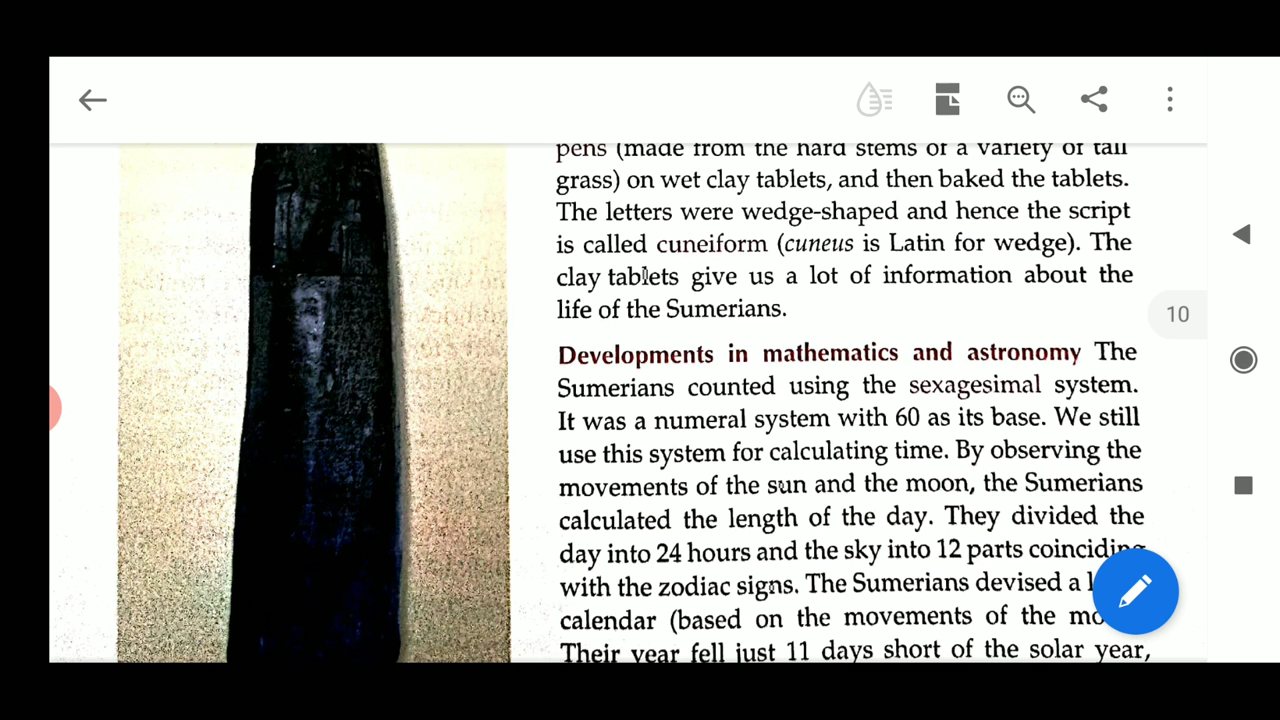 pens (made from the hard stems of a variety of tall
grass) on wet clay tablets, and then baked the tablets.
The letters were wedge-shaped and hence the script
is called cuneiform (cuneus is Latin for wedge). The
clay tablets give us a lot of information about the
life of the Sumerians.
10
Developments in mathematics and astronomy The
Sumerians counted using the sexagesimal system.
It was a numeral system with 60 as its base. We still
use this system for calculating time. By observing the
movements of the sun and the moon, the Sumerians
calculated the length of the day. They divided the
day into 24 hours and the sky into 12 parts coinciding
with the zodiac signs. The Sumerians devised a
calendar (based on the movements of the
Their year fell just 11 days short of the solar year,